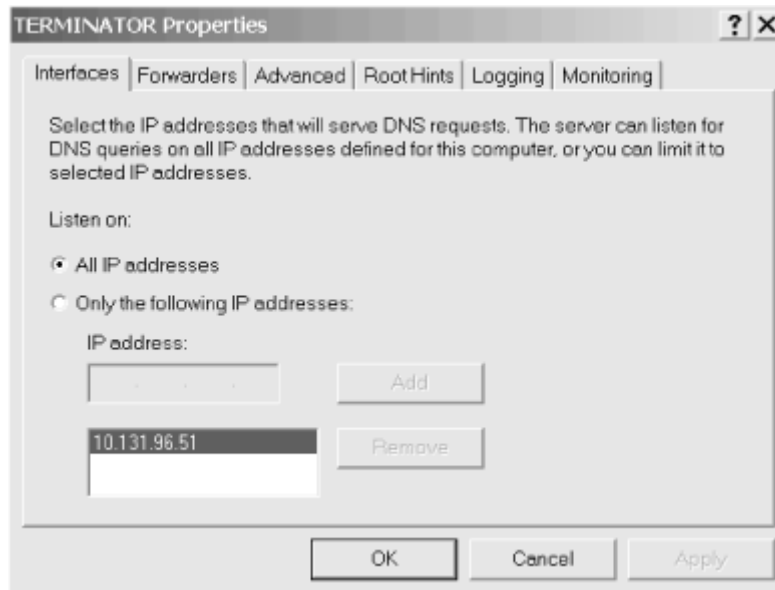 TERMINATOR Properties
Interfaces Forwarders Advanced Root Hints Logging Monitoring
Select the IP addresses that will serve DNS requests. The server can listen for
DNS queries on all IP addresses defined for this computer, or you can limit it to
selected IP addresses.
Listen on:
All IP addresses
Only the following IP addresses:
IP address:
Add
10.131.96.51
Remove
OK Cancel Apply